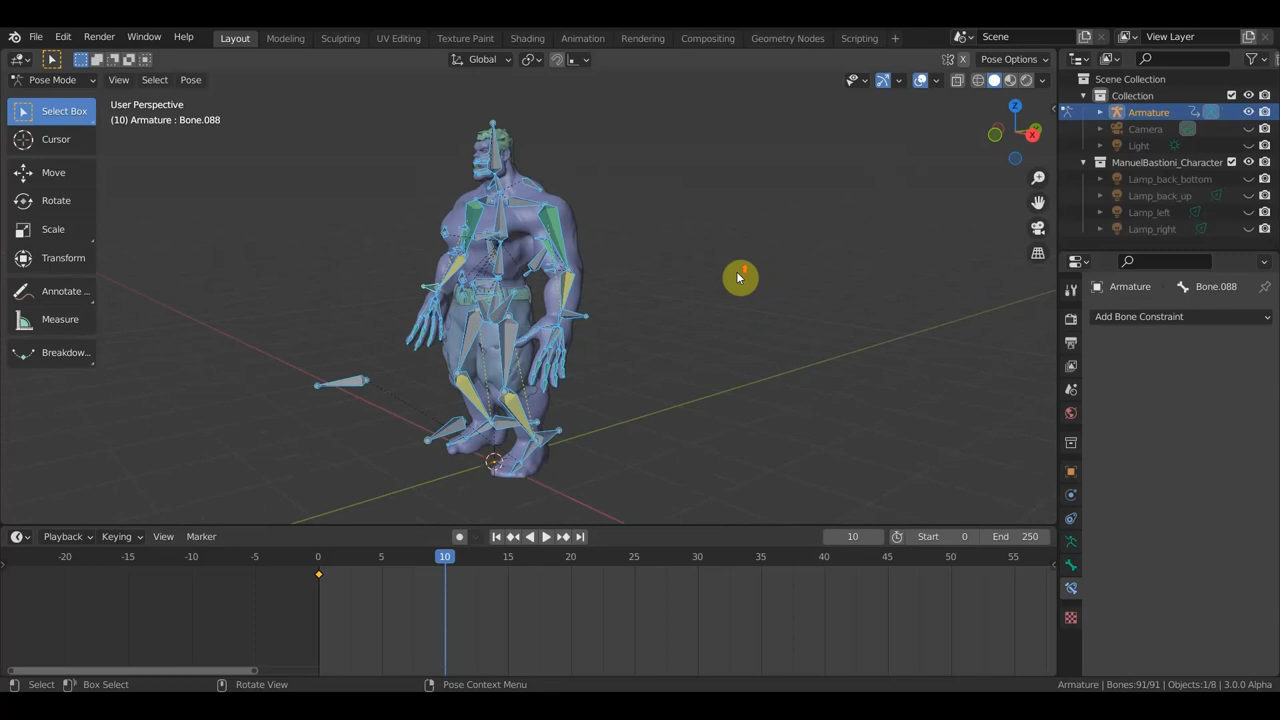 File Edit Render Window Help Layout Modeling Sculpting UV Editing Texture Paint Shading Animation Rendering Compositing Geometry Nodes Scripting + Scene View Layer
Global Pose Options
Pose Mode View Select Pose
Scene Collection
Collection
Armature
Camera
Light
ManuelBastioni_Character
Lamp_back_bottom
Lamp_back_up
Lamp_left
Lamp_right
Select Box
Cursor
Move
Rotate
Scale
Transform
Annotate ...
Measure
Breakdow...
User Perspective
(10) Armature : Bone.088
Z
X
Armature Bone.088
Add Bone Constraint
Playback Keying View Marker 10 Start 0 End 250
-20 -15 -10 -5 0 5 10 15 20 25 30 35 40 45 50 55
Select Box Select Rotate View Pose Context Menu Armature | Bones:91/91 | Objects:1/8 | 3.0.0 Alpha